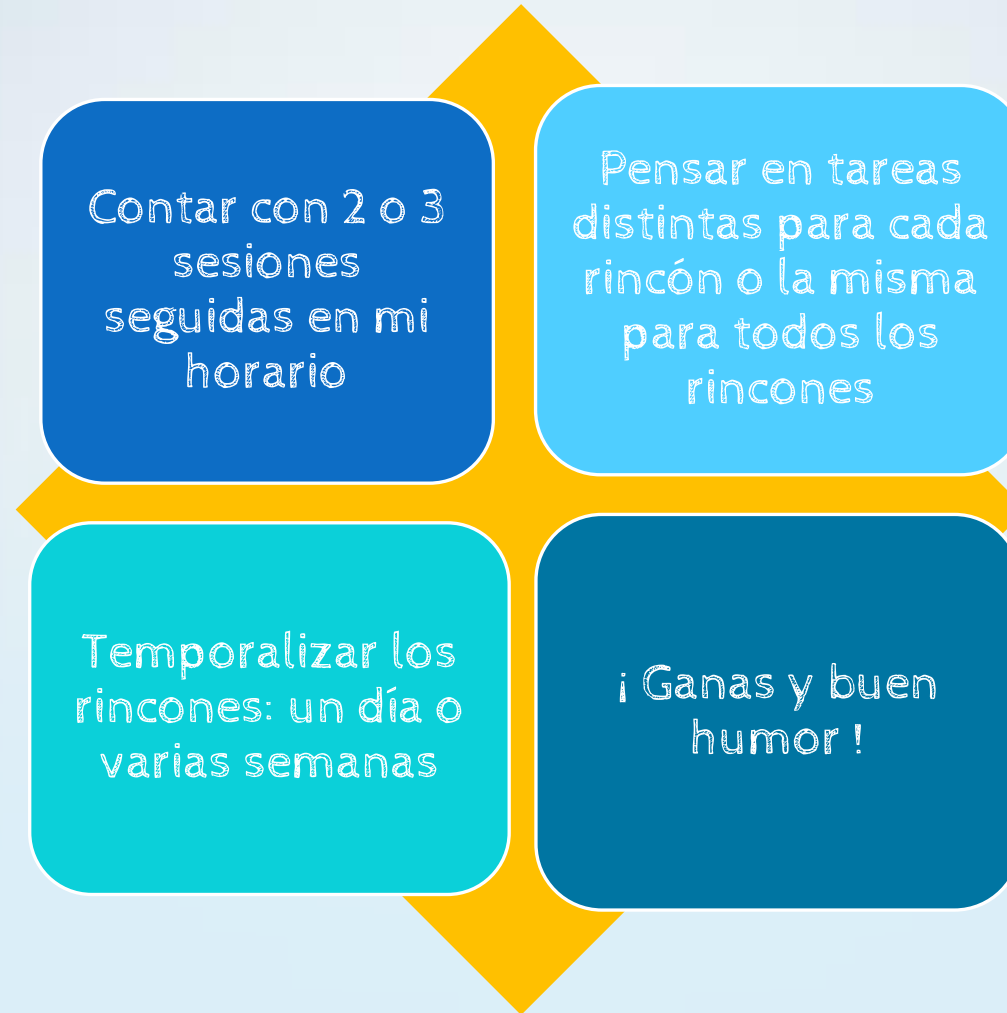 Contar con 2 o 3
sesiones
seguidas en mi
horario
Pensar en tareas
distintas para cada
rincón o la misma
para todos los
rincones
Temporalizar los
rincones: un día o
varias semanas
¡ Ganas y buen
humor !